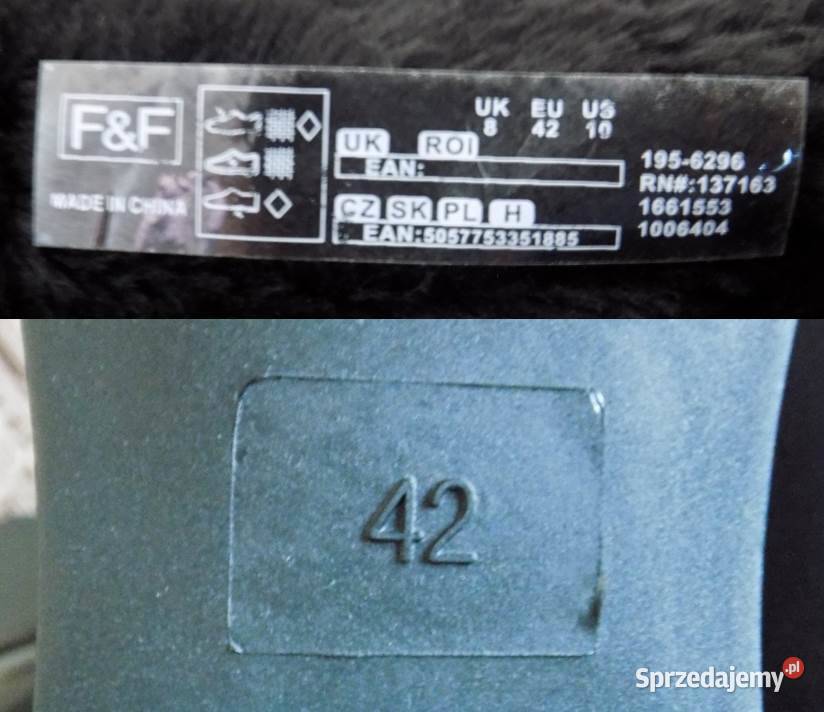 F&F
MADE IN CHINA
UK EU US
8 42 10
UK ROI
EAN:
CZ SK PL H
EAN:5057753351885
195-6296
RN#:137163
1661553
1006404
42
Sprzedajemy.pl